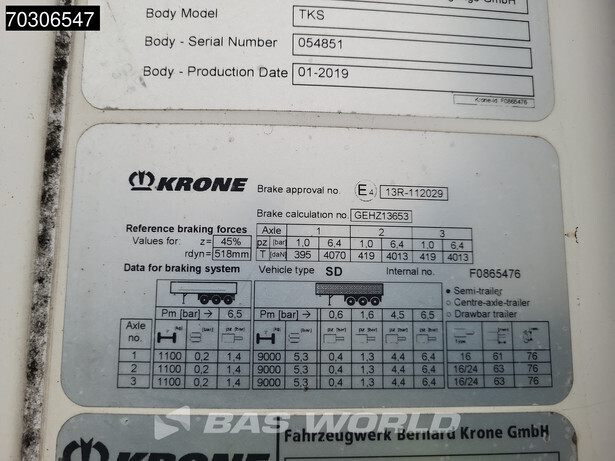 70306547
GmbH
Body Model TKS
Body - Serial Number 054851
Body - Production Date 01-2019
Krone-Id F0865476
KRONE Brake approval no. E4 13R-112029
Brake calculation no. GEHZ13653
Reference braking forces Axle 1 2 3
Values for: z= 45% pz [bar] 1,0 6,4 1,0 6,4 1,0 6,4
rdyn= 518mm T [daN] 395 4070 419 4013 419 4013
Data for braking system Vehicle type SD Internal no. F0865476
Semi-trailer
Centre-axle-trailer
Drawbar trailer
Pm [bar] → 6,5 Pm [bar] → 0,6 1,6 4,5 6,5
Axle no.
1 1100 0,2 1,4 9000 5,3 0,4 1,3 4,4 6,4 16 61 76
2 1100 0,2 1,4 9000 5,3 0,4 1,3 4,4 6,4 16/24 63 76
3 1100 0,2 1,4 9000 5,3 0,4 1,3 4,4 6,4 16/24 63 76
BAS WORLD
KRONE Fahrzeugwerk Bernard Krone GmbH